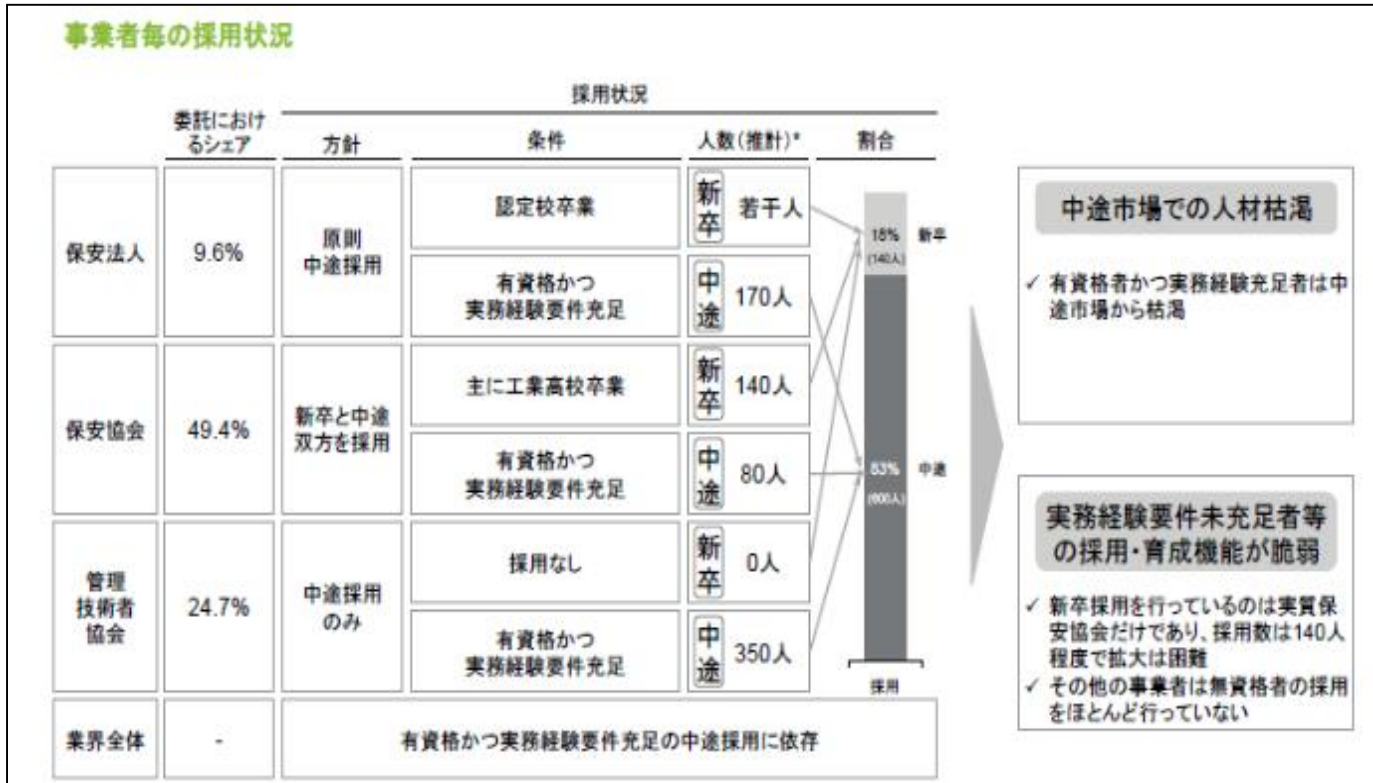 事業者毎の採用状況
採用状況
委託におけ
るシェア
方針
条件
人数(推計)*
割合
保安法人
9.6%
原則
中途採用
認定校卒業
新卒
若干人
有資格かつ
実務経験要件充足
中途
170人
保安協会
49.4%
新卒と中途
双方を採用
主に工業高校卒業
新卒
140人
有資格かつ
実務経験要件充足
中途
80人
管理
技術者
協会
24.7%
中途採用
のみ
採用なし
新卒
0人
有資格かつ
実務経験要件充足
中途
350人
業界全体
-
有資格かつ実務経験要件充足の中途採用に依存
18%
(140人)
新卒
83%
(600人)
中途
採用
中途市場での人材枯渇
✓ 有資格者かつ実務経験充足者は中
途市場から枯渇
実務経験要件未充足者等
の採用・育成機能が脆弱
✓ 新卒採用を行っているのは実質保
安協会だけであり、採用数は140人
程度で拡大は困難
✓ その他の事業者は無資格者の採用
をほとんど行っていない